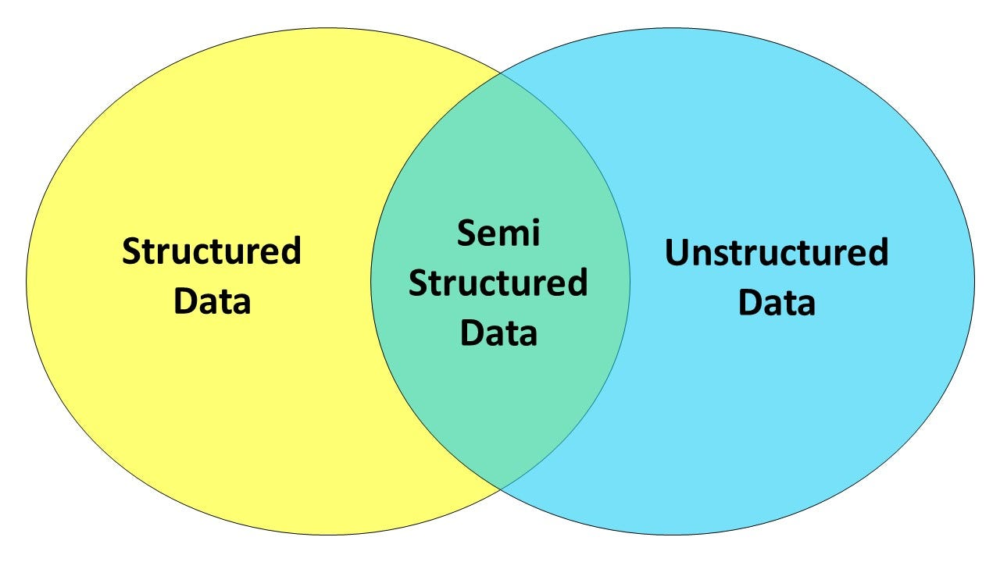 Structured
Data
Semi
Structured
Data
Unstructured
Data